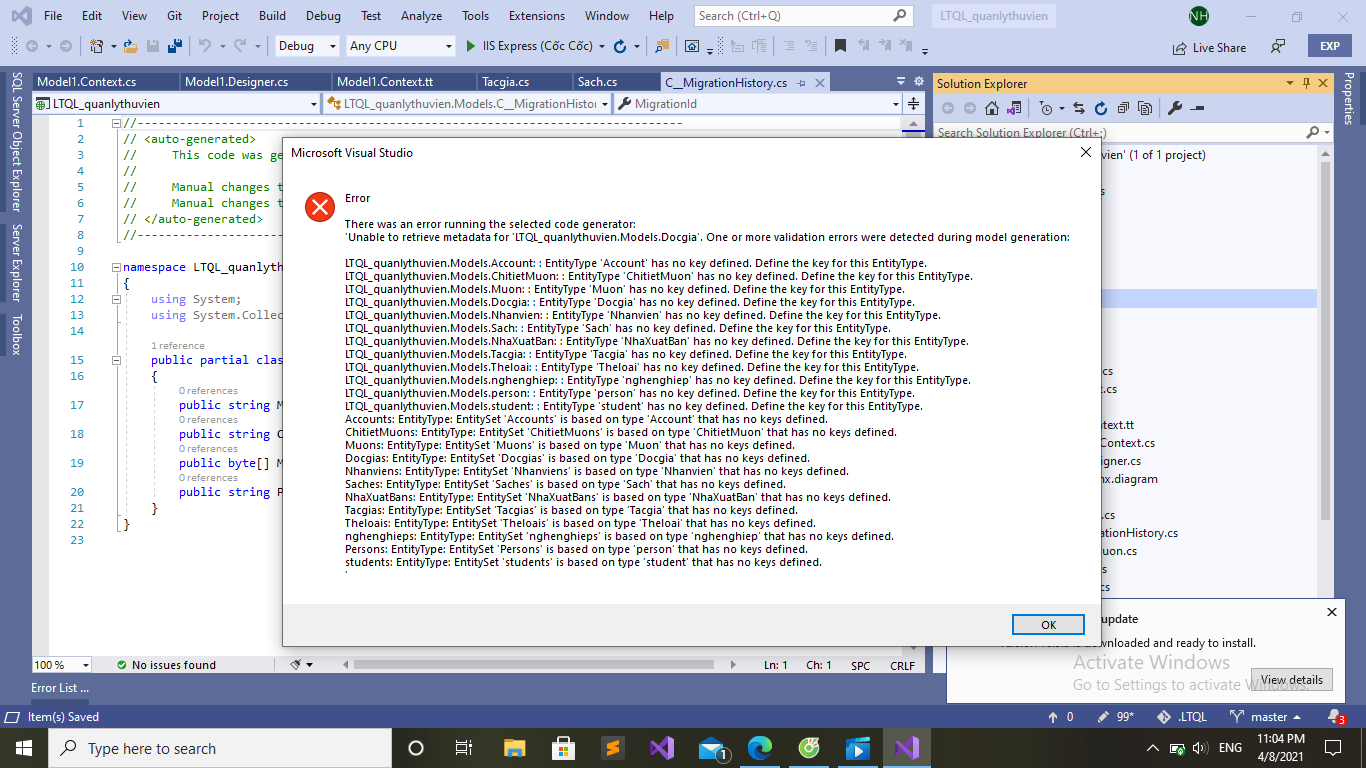 File Edit View Git Project Build Debug Test Analyze Tools Extensions Window Help Search (Ctrl+Q) LTQL_quanlythuvien NH
Debug Any CPU IIS Express (Cốc Cốc) Live Share EXP
SQL Server Object Explorer
Server Explorer
Toolbox
Model1.Context.cs Model1.Designer.cs Model1.Context.tt Tacgia.cs Sach.cs C__MigrationHistory.cs
LTQL_quanlythuvien LTQL_quanlythuvien.Models.C__MigrationHistor MigrationId
1 //------------------------------------------------------------------------------
2 // <auto-generated>
3 // This code was ge
4 //
5 // Manual changes t
6 // Manual changes t
7 // </auto-generated>
8 //------------------------
9
10 namespace LTQL_quanlyth
11 {
12 using System;
13 using System.Collec
14
1 reference
15 public partial clas
16 {
0 references
17 public string M
0 references
18 public string C
0 references
19 public byte[] M
0 references
20 public string P
21 }
22 }
23
Microsoft Visual Studio
Error
There was an error running the selected code generator:
'Unable to retrieve metadata for 'LTQL_quanlythuvien.Models.Docgia'. One or more validation errors were detected during model generation:
LTQL_quanlythuvien.Models.Account: : EntityType 'Account' has no key defined. Define the key for this EntityType.
LTQL_quanlythuvien.Models.ChitietMuon: : EntityType 'ChitietMuon' has no key defined. Define the key for this EntityType.
LTQL_quanlythuvien.Models.Muon: : EntityType 'Muon' has no key defined. Define the key for this EntityType.
LTQL_quanlythuvien.Models.Docgia: : EntityType 'Docgia' has no key defined. Define the key for this EntityType.
LTQL_quanlythuvien.Models.Nhanvien: : EntityType 'Nhanvien' has no key defined. Define the key for this EntityType.
LTQL_quanlythuvien.Models.Sach: : EntityType 'Sach' has no key defined. Define the key for this EntityType.
LTQL_quanlythuvien.Models.NhaXuatBan: : EntityType 'NhaXuatBan' has no key defined. Define the key for this EntityType.
LTQL_quanlythuvien.Models.Tacgia: : EntityType 'Tacgia' has no key defined. Define the key for this EntityType.
LTQL_quanlythuvien.Models.Theloai: : EntityType 'Theloai' has no key defined. Define the key for this EntityType.
LTQL_quanlythuvien.Models.nghenghiep: : EntityType 'nghenghiep' has no key defined. Define the key for this EntityType.
LTQL_quanlythuvien.Models.person: : EntityType 'person' has no key defined. Define the key for this EntityType.
LTQL_quanlythuvien.Models.student: : EntityType 'student' has no key defined. Define the key for this EntityType.
Accounts: EntityType: EntitySet 'Accounts' is based on type 'Account' that has no keys defined.
ChitietMuons: EntityType: EntitySet 'ChitietMuons' is based on type 'ChitietMuon' that has no keys defined.
Muons: EntityType: EntitySet 'Muons' is based on type 'Muon' that has no keys defined.
Docgias: EntityType: EntitySet 'Docgias' is based on type 'Docgia' that has no keys defined.
Nhanviens: EntityType: EntitySet 'Nhanviens' is based on type 'Nhanvien' that has no keys defined.
Saches: EntityType: EntitySet 'Saches' is based on type 'Sach' that has no keys defined.
NhaXuatBans: EntityType: EntitySet 'NhaXuatBans' is based on type 'NhaXuatBan' that has no keys defined.
Tacgias: EntityType: EntitySet 'Tacgias' is based on type 'Tacgia' that has no keys defined.
Theloais: EntityType: EntitySet 'Theloais' is based on type 'Theloai' that has no keys defined.
nghenghieps: EntityType: EntitySet 'nghenghieps' is based on type 'nghenghiep' that has no keys defined.
Persons: EntityType: EntitySet 'Persons' is based on type 'person' that has no keys defined.
students: EntityType: EntitySet 'students' is based on type 'student' that has no keys defined.
'
OK
Solution Explorer
Search Solution Explorer (Ctrl+;)
vien' (1 of 1 project)
s
cs
t.cs
ntext.tt
Context.cs
igner.cs
nx.diagram
.cs
ationHistory.cs
uon.cs
s
cs
Properties
update
wnloaded and ready to install.
View details
Activate Windows
Go to Settings to activate Windows.
100 % No issues found Ln: 1 Ch: 1 SPC CRLF
Error List ...
Item(s) Saved 0 99* .LTQL master 3
Type here to search 1 ENG 11:04 PM
4/8/2021